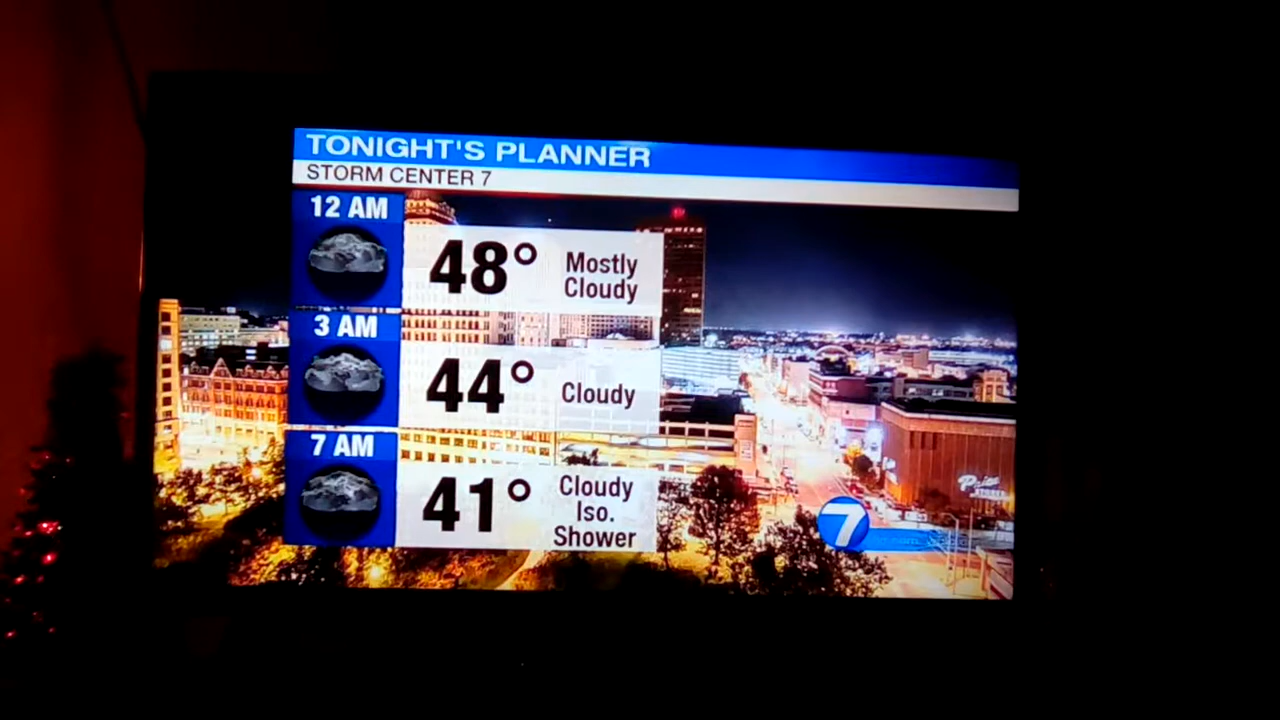 TONIGHT'S PLANNER
STORM CENTER 7
12 AM
48° Mostly
Cloudy
3 AM
44° Cloudy
7 AM
41° Cloudy
Iso.
Shower
7